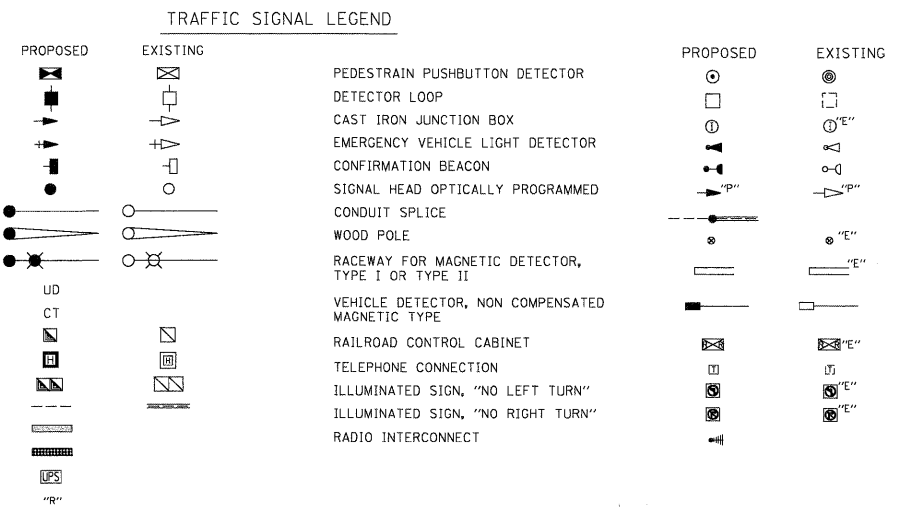 TRAFFIC SIGNAL LEGEND
PROPOSED EXISTING
PROPOSED EXISTING
PEDESTRAIN PUSHBUTTON DETECTOR
DETECTOR LOOP
CAST IRON JUNCTION BOX "E"
EMERGENCY VEHICLE LIGHT DETECTOR
CONFIRMATION BEACON
SIGNAL HEAD OPTICALLY PROGRAMMED "P" "P"
CONDUIT SPLICE
WOOD POLE "E"
RACEWAY FOR MAGNETIC DETECTOR, "E"
TYPE I OR TYPE II
UD
VEHICLE DETECTOR, NON COMPENSATED
MAGNETIC TYPE
CT
RAILROAD CONTROL CABINET "E"
H H
TELEPHONE CONNECTION T T
ILLUMINATED SIGN, "NO LEFT TURN" "E"
ILLUMINATED SIGN, "NO RIGHT TURN" "E"
RADIO INTERCONNECT
UPS
"R"